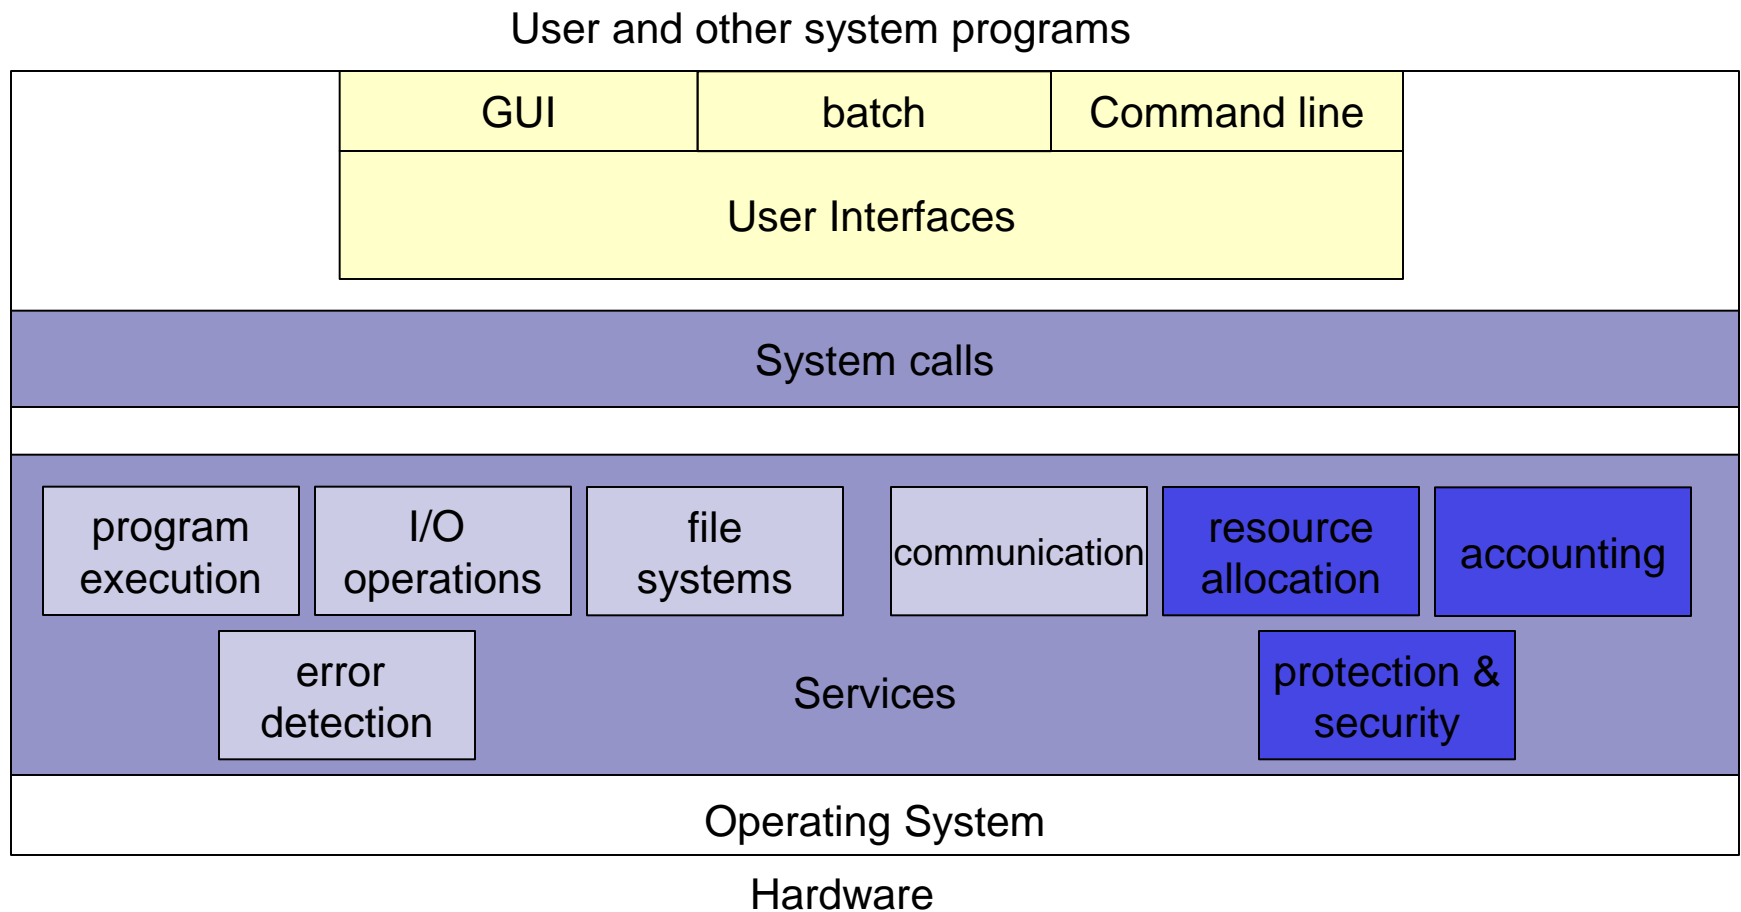 User and other system programs
GUI
batch
Command line
User Interfaces
System calls
program
execution
I/O
operations
file
systems
communication
resource
allocation
accounting
error
detection
Services
protection &
security
Operating System
Hardware